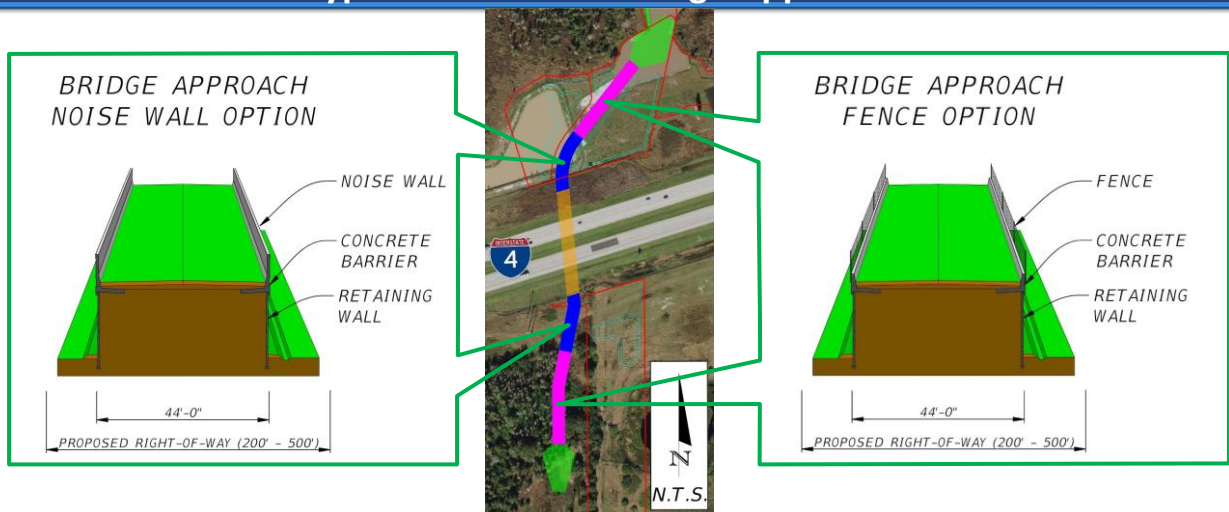 BRIDGE APPROACH
NOISE WALL OPTION
NOISE WALL
CONCRETE
BARRIER
RETAINING
WALL
44'-0"
PROPOSED RIGHT-OF-WAY (200' - 500')
INTERSTATE
4
N
N.T.S.
BRIDGE APPROACH
FENCE OPTION
FENCE
CONCRETE
BARRIER
RETAINING
WALL
44'-0"
PROPOSED RIGHT-OF-WAY (200' - 500')